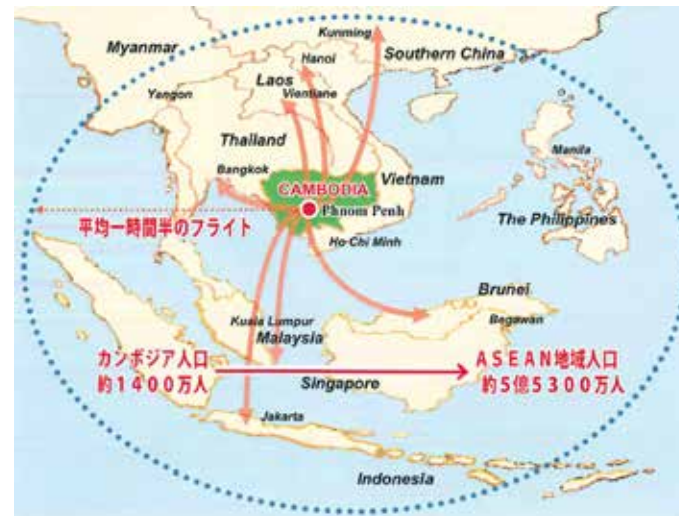 Kunming
Myanmar
Southern China
Hanoi
Laos
Vientiane
Yangon
Thailand
Manila
Bangkok
CAMBODIA
Vietnam
Phnom Penh
The Philippines
平均一時間半のフライト
Ho Chi Minh
Brunei
Begawan
Kuala Lumpur
Malaysia
カンボジア人口
約1400万人
ASEAN地域人口
約5億5300万人
Singapore
Jakarta
Indonesia